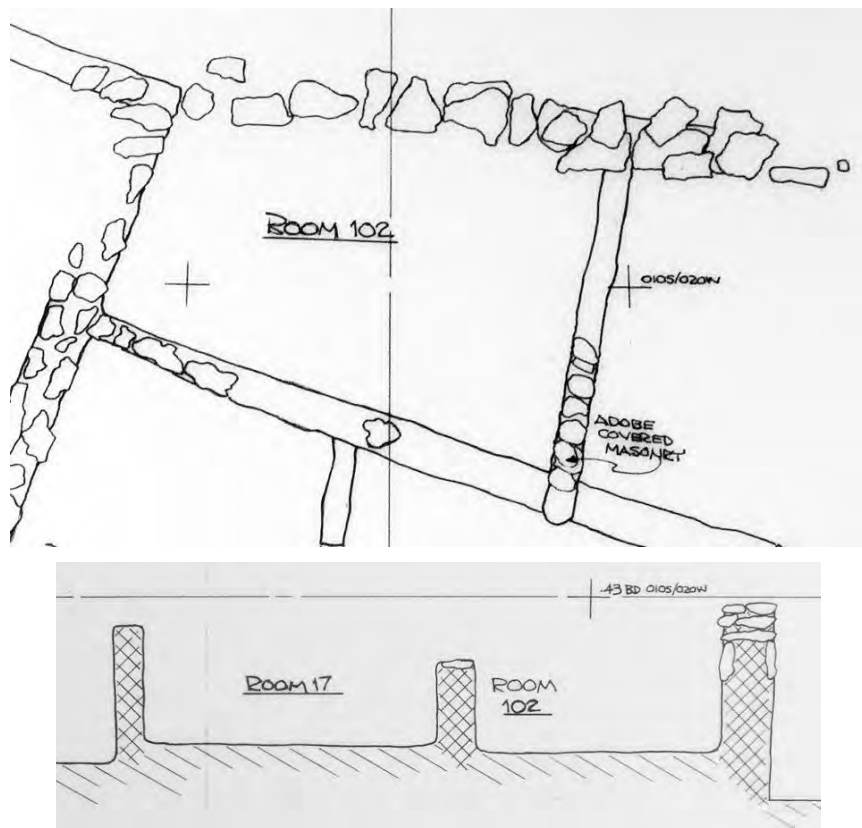 ROOM 102
010S/020W
ADOBE
COVERED
MASONRY
.43 BD 010S/020W
ROOM 17
ROOM
102